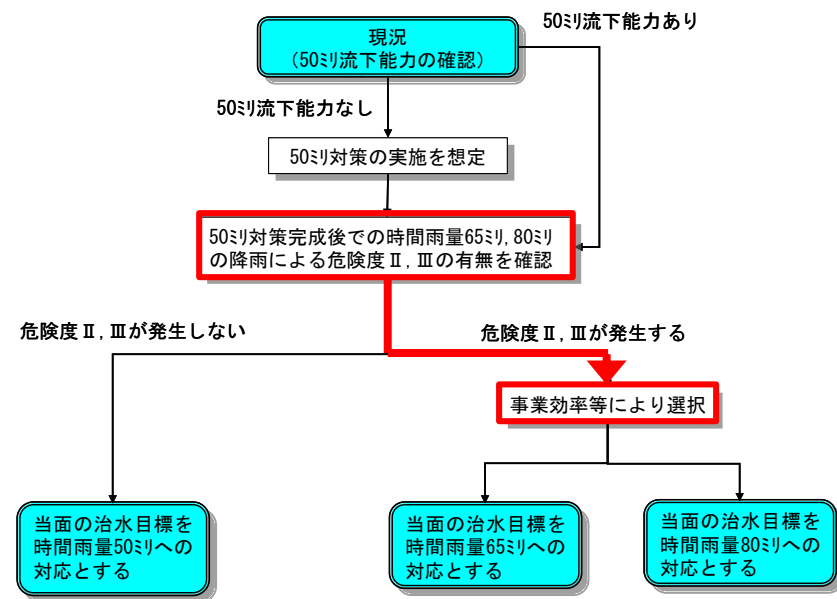 50ﾐﾘ流下能力あり
現況
(50ﾐﾘ流下能力の確認)
50ﾐﾘ流下能力なし
50ﾐﾘ対策の実施を想定
50ﾐﾘ対策完成後での時間雨量65ﾐﾘ,80ﾐﾘ
の降雨による危険度Ⅱ,Ⅲの有無を確認
危険度Ⅱ,Ⅲが発生しない
危険度Ⅱ,Ⅲが発生する
事業効率等により選択
当面の治水目標を
時間雨量50ﾐﾘへの
対応とする
当面の治水目標を
時間雨量65ﾐﾘへの
対応とする
当面の治水目標を
時間雨量80ﾐﾘへの
対応とする